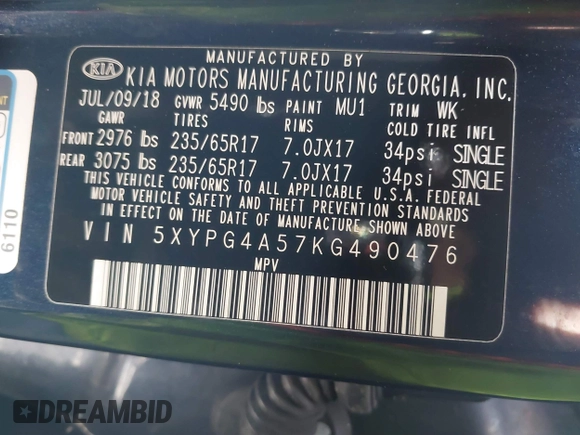 MANUFACTURED BY
KIA KIA MOTORS MANUFACTURING GEORGIA, INC.
JUL/09/18 GVWR 5490 lbs PAINT MU1 TRIM WK
GAWR TIRES RIMS COLD TIRE INFL
FRONT 2976 lbs 235/65R17 7.0JX17 34psi SINGLE
REAR 3075 lbs 235/65R17 7.0JX17 34psi SINGLE
THIS VEHICLE CONFORMS TO ALL APPLICABLE U.S.A. FEDERAL
MOTOR VEHICLE SAFETY AND THEFT PREVENTION STANDARDS
IN EFFECT ON THE DATE OF MANUFACTURE SHOWN ABOVE
VIN 5XYPG4A57KG490476
MPV
6110
DREAMBID